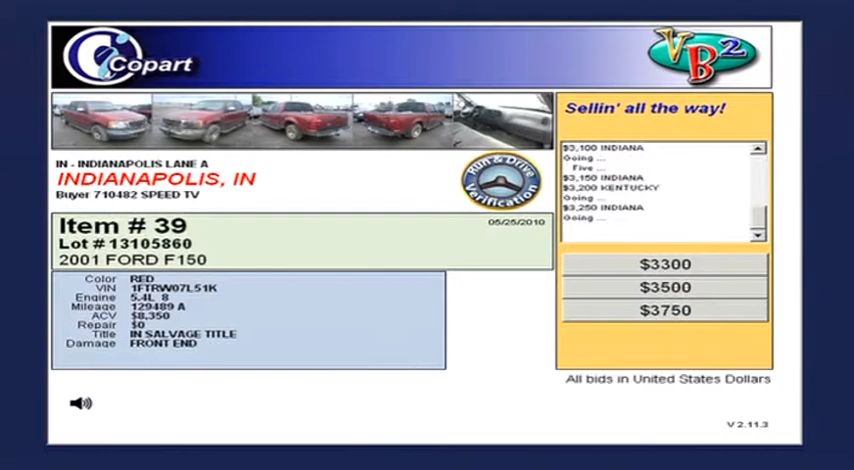 Copart
VB2
IN - INDIANAPOLIS LANE A
INDIANAPOLIS, IN
Buyer 710482 SPEED TV
Run & Drive
Verification
Item # 39
05/25/2010
Lot # 13105860
2001 FORD F150
Color RED
VIN 1FTRW07L51K
Engine 5.4L 8
Mileage 129489 A
ACV $8,350
Repair $0
Title IN SALVAGE TITLE
Damage FRONT END
Sellin' all the way!
$3,100 INDIANA
Going ...
Five ...
$3,150 INDIANA
$3,200 KENTUCKY
Going ...
$3,250 INDIANA
Going ...
$3300
$3500
$3750
All bids in United States Dollars
V 2.11.3